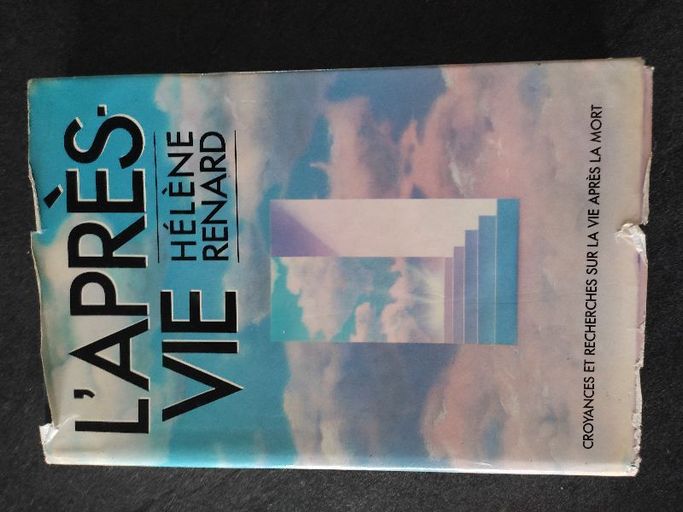 L'APRÈS-
VIE
HÉLÈNE
RENARD
CROYANCES ET RECHERCHES SUR LA VIE APRÈS LA MORT